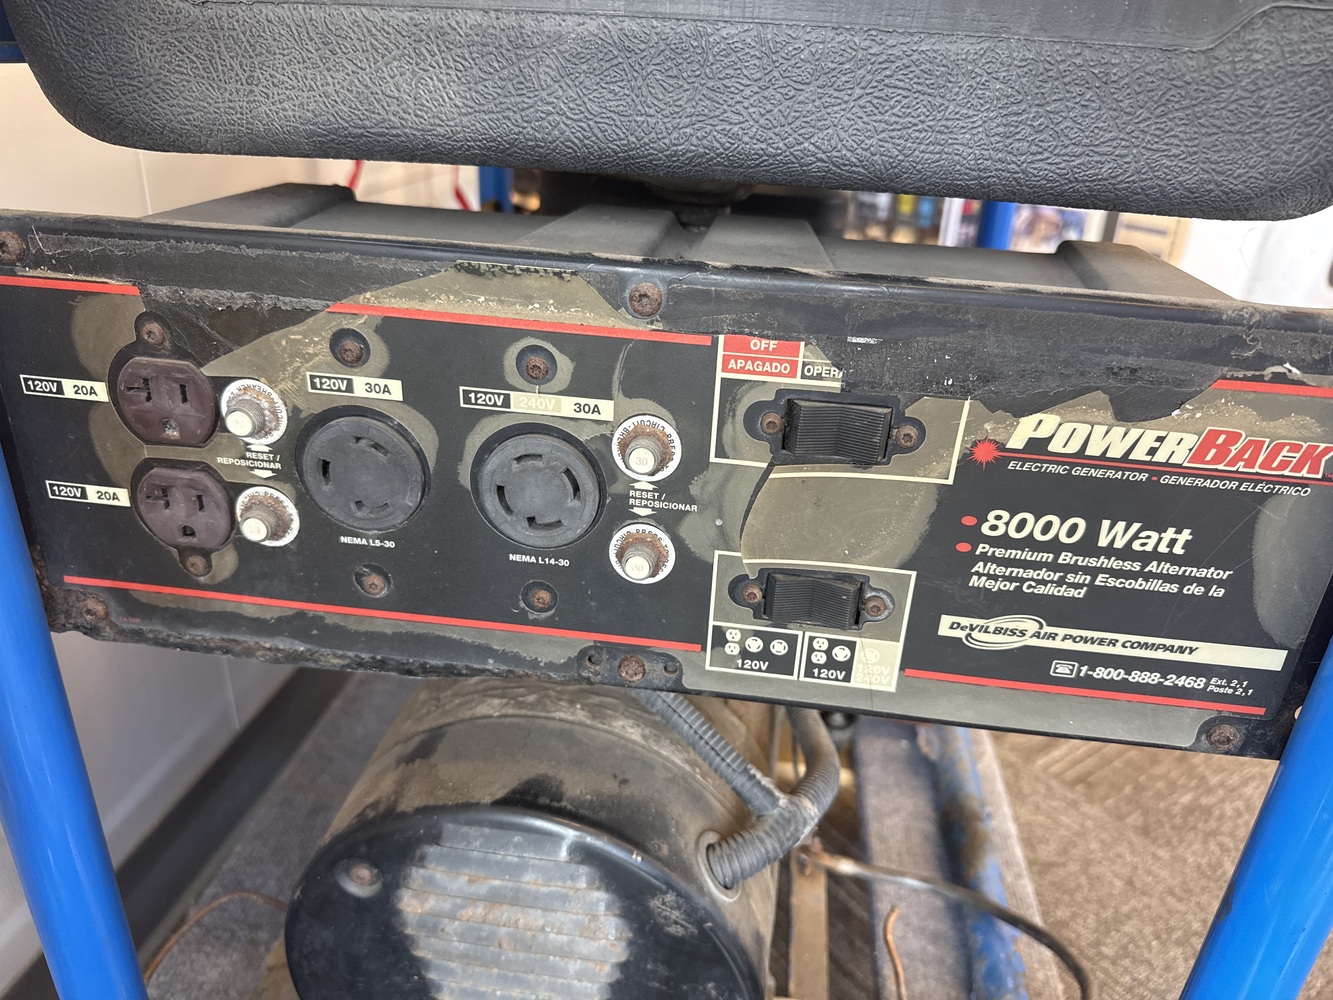 120V 20A
120V 20A
RESET /
REPOSICIONAR
120V 30A
NEMA L5-30
120V 240V 30A
NEMA L14-30
30
RESET /
REPOSICIONAR
OFF
APAGADO
120V
120V
120V
240V
POWERBACK
ELECTRIC GENERATOR • GENERADOR ELÉCTRICO
• 8000 Watt
• Premium Brushless Alternator
Alternador sin Escobillas de la
Mejor Calidad
DEVILBISS AIR POWER COMPANY
1-800-888-2468 Ext. 2,1
Poste 2,1